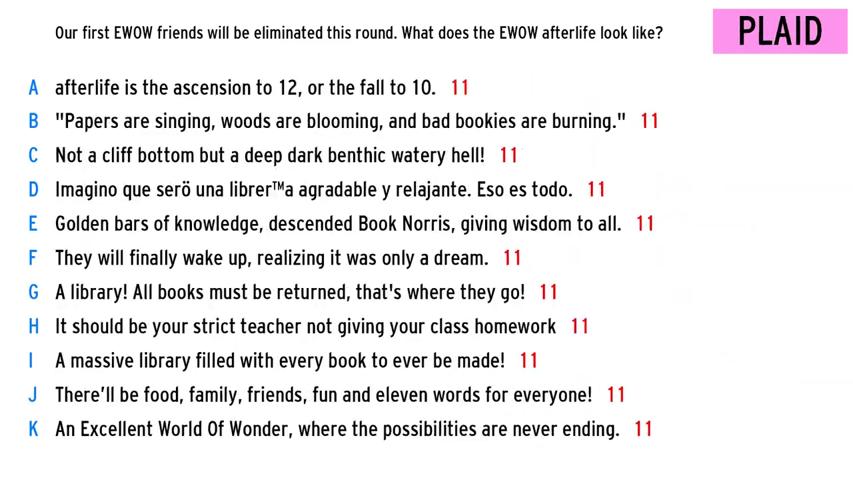 Our first EWOW friends will be eliminated this round. What does the EWOW afterlife look like?
PLAID
A afterlife is the ascension to 12, or the fall to 10. 11
B "Papers are singing, woods are blooming, and bad bookies are burning." 11
C Not a cliff bottom but a deep dark benthic watery hell! 11
D Imagino que serö una librer™a agradable y relajante. Eso es todo. 11
E Golden bars of knowledge, descended Book Norris, giving wisdom to all. 11
F They will finally wake up, realizing it was only a dream. 11
G A library! All books must be returned, that's where they go! 11
H It should be your strict teacher not giving your class homework 11
I A massive library filled with every book to ever be made! 11
J There'll be food, family, friends, fun and eleven words for everyone! 11
K An Excellent World Of Wonder, where the possibilities are never ending. 11